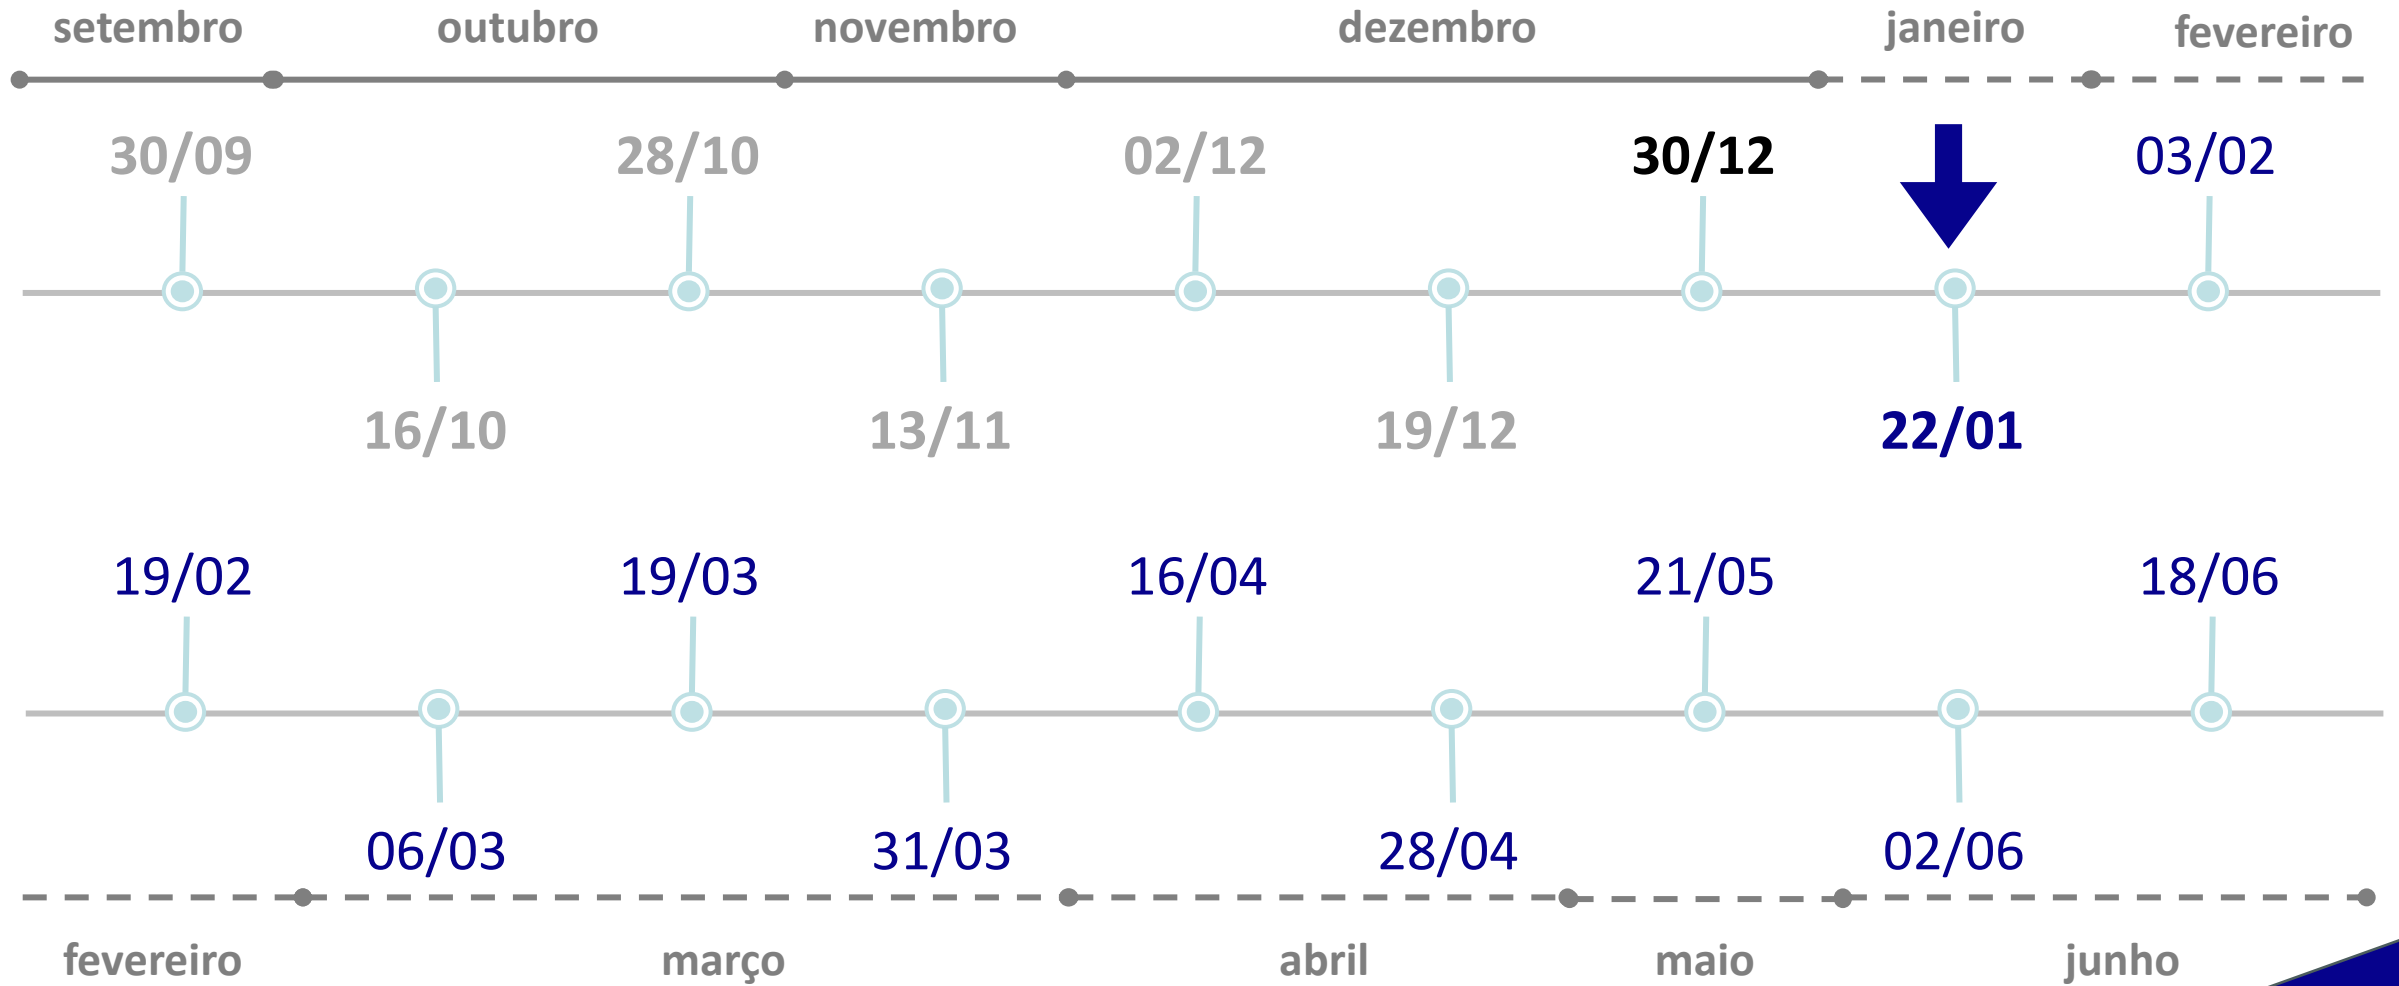 setembro outubro novembro dezembro janeiro fevereiro
30/09 28/10 02/12 30/12 03/02
16/10 13/11 19/12 22/01
19/02 19/03 16/04 21/05 18/06
06/03 31/03 28/04 02/06
fevereiro março abril maio junho